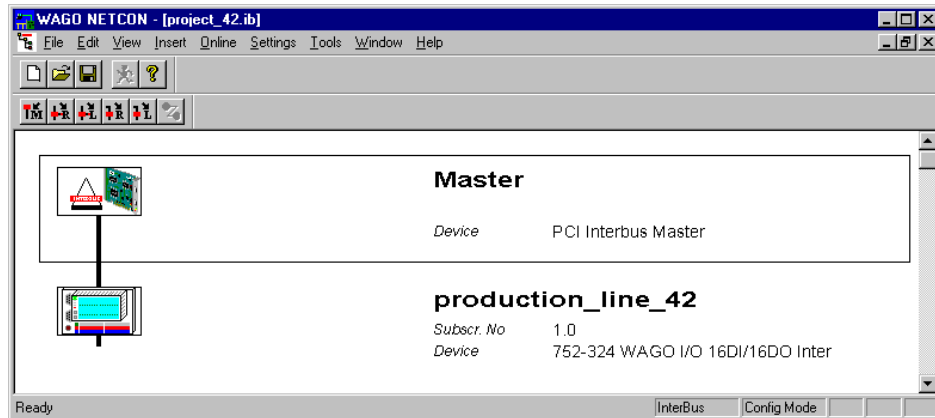 WAGO NETCON - [project_42.ib]
File Edit View Insert Online Settings Tools Window Help
M R L R L
Master
INTERBUS
Device PCI Interbus Master
production_line_42
Subscr. No 1.0
Device 752-324 WAGO I/O 16DI/16DO Inter
Ready InterBus Config Mode